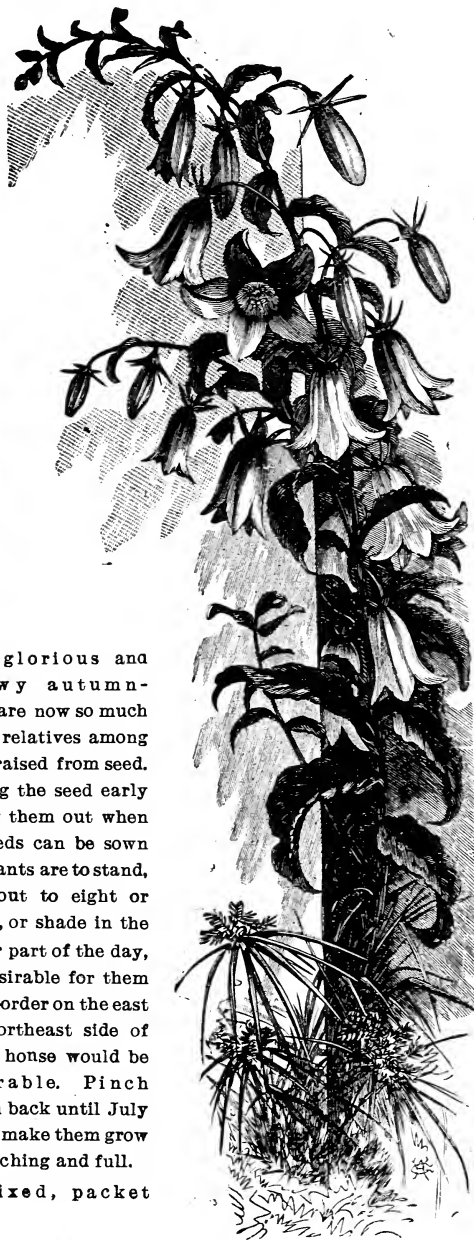 glorious and
wy autumn-
are now so much
relatives among
raised from seed.
g the seed early
them out when
eds can be sown
ants are to stand,
out to eight or
, or shade in the
r part of the day,
sirable for them
order on the east
ortheast side of
honse would be
rable. Pinch
back until July
make them grow
ching and full.
ixed, packet